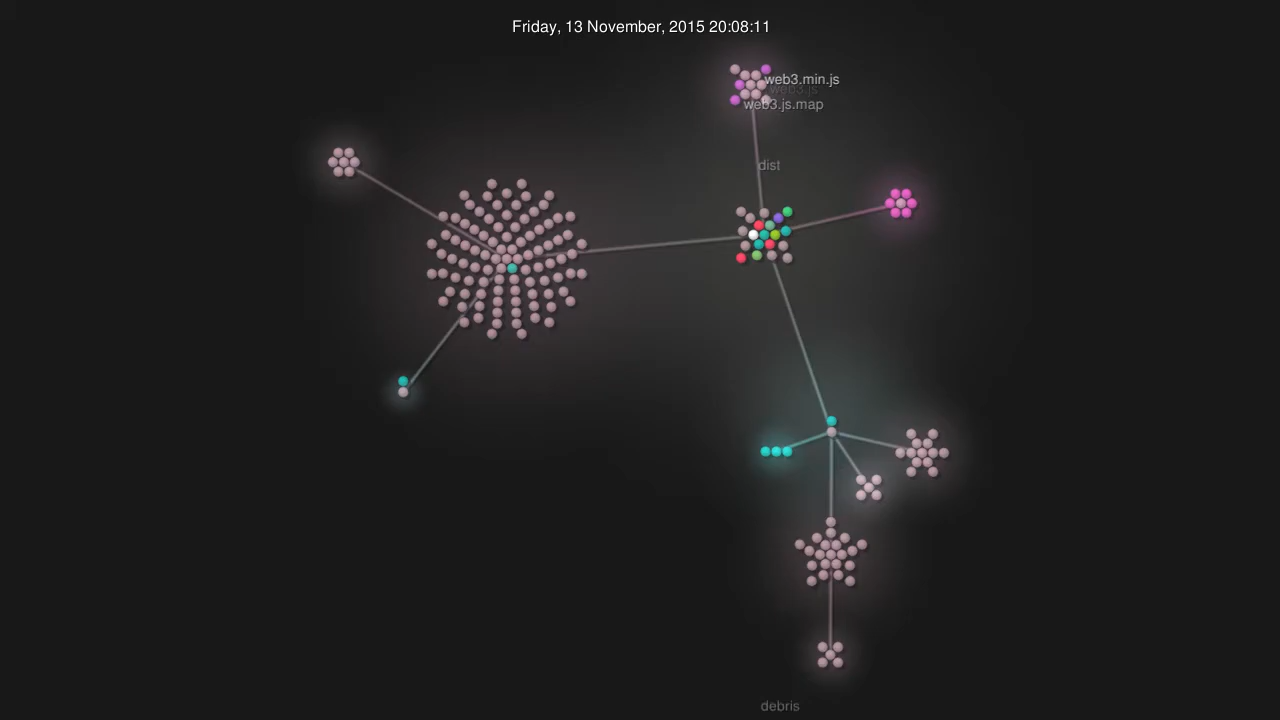 Friday, 13 November, 2015 20:08:11
web3.min.js
web3.js
web3.js.map
dist
debris